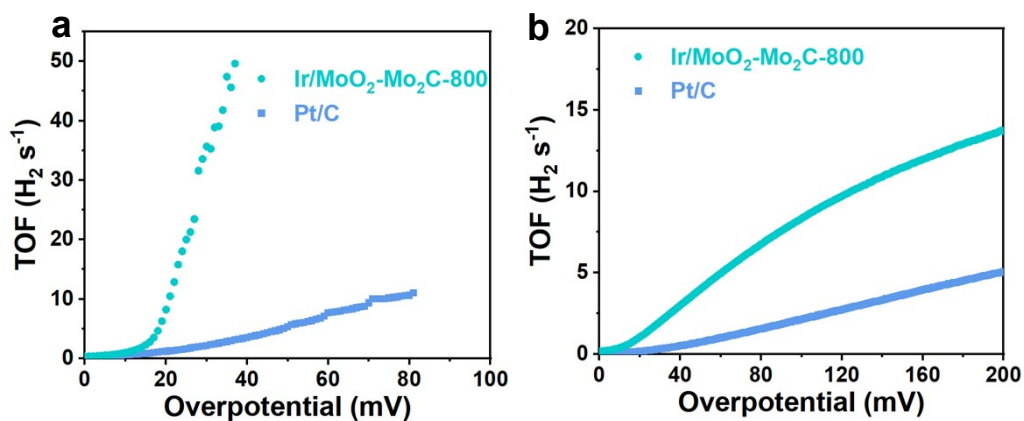 a
50
40
30
20
10
0
TOF (H₂ s⁻¹)
Ir/MoO₂-Mo₂C-800
Pt/C
0 20 40 60 80 100
Overpotential (mV)
b
20
15
10
5
0
TOF (H₂ s⁻¹)
Ir/MoO₂-Mo₂C-800
Pt/C
0 40 80 120 160 200
Overpotential (mV)